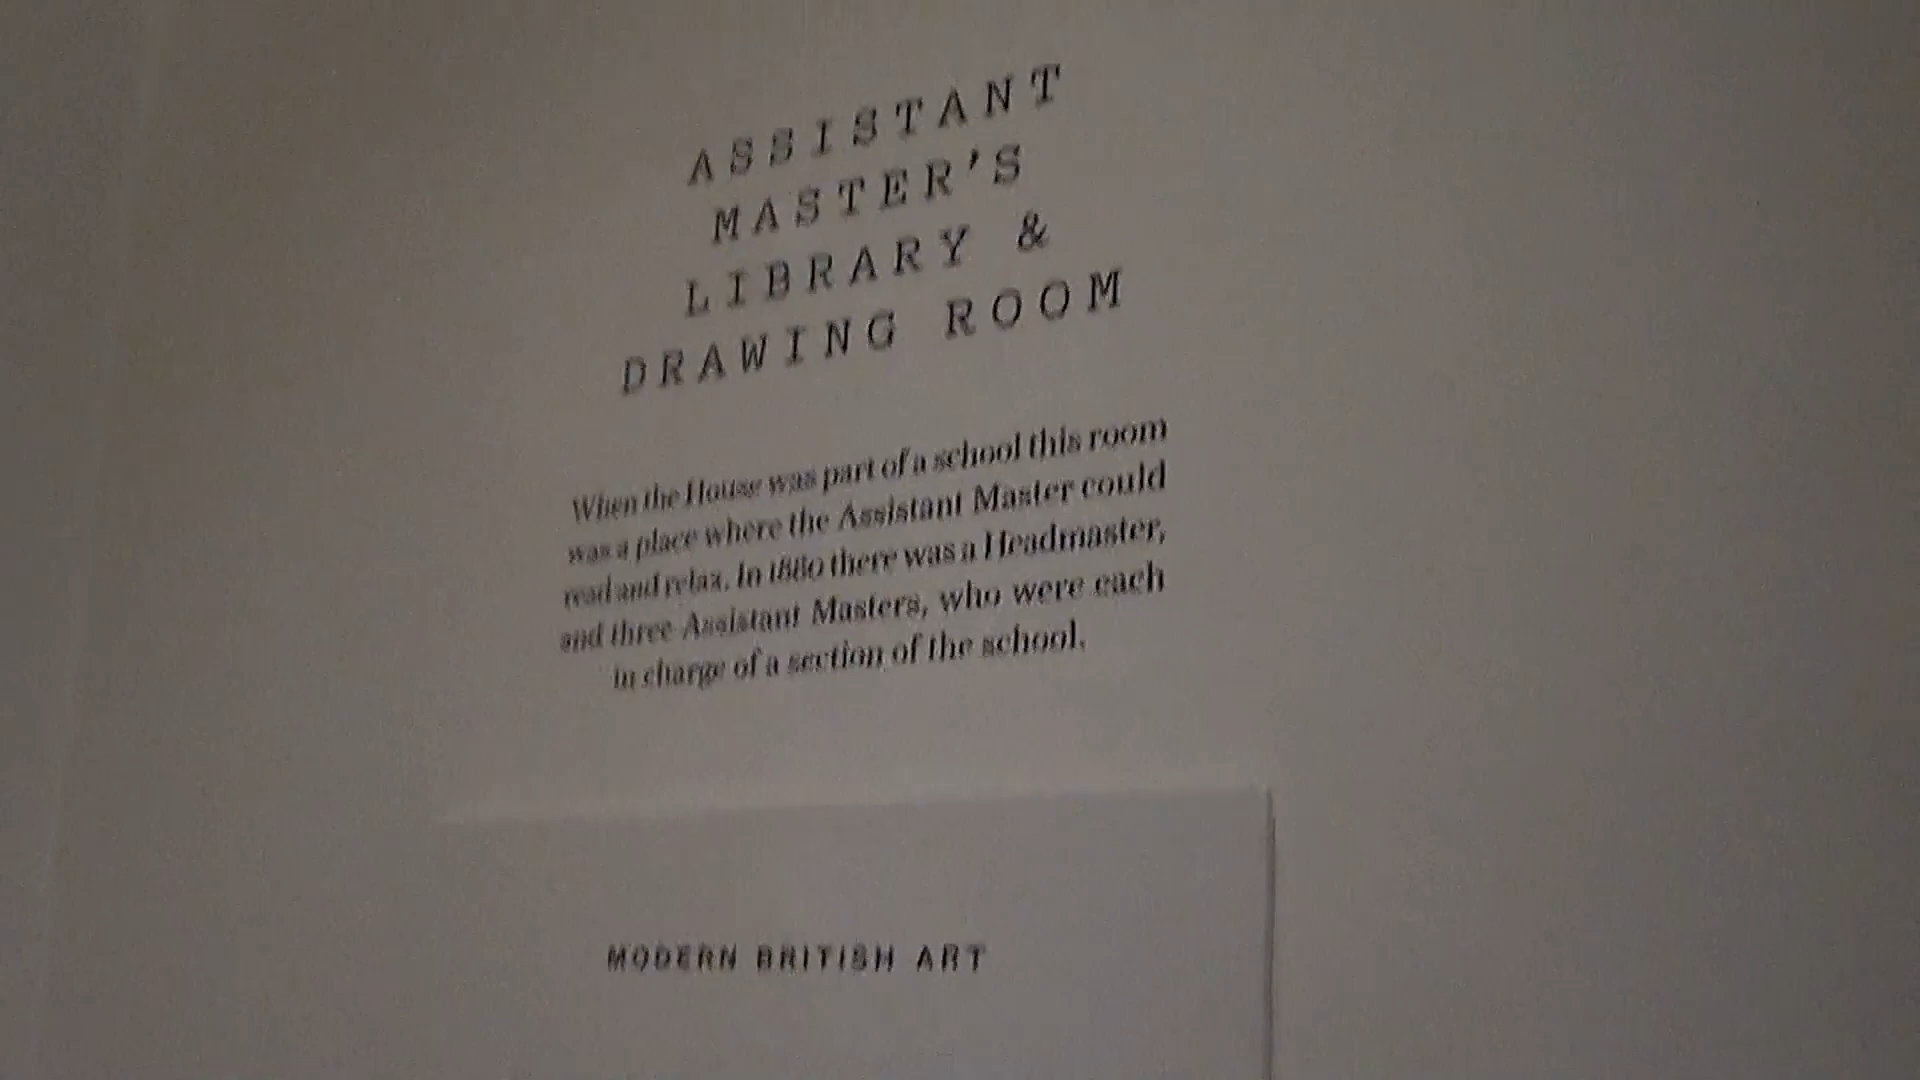 ASSISTANT
MASTER'S
LIBRARY &
DRAWING ROOM
When the House was part of a school this room
was a place where the Assistant Master could
read and relax. In 1880 there was a Headmaster,
and three Assistant Masters, who were each
in charge of a section of the school.
MODERN BRITISH ART